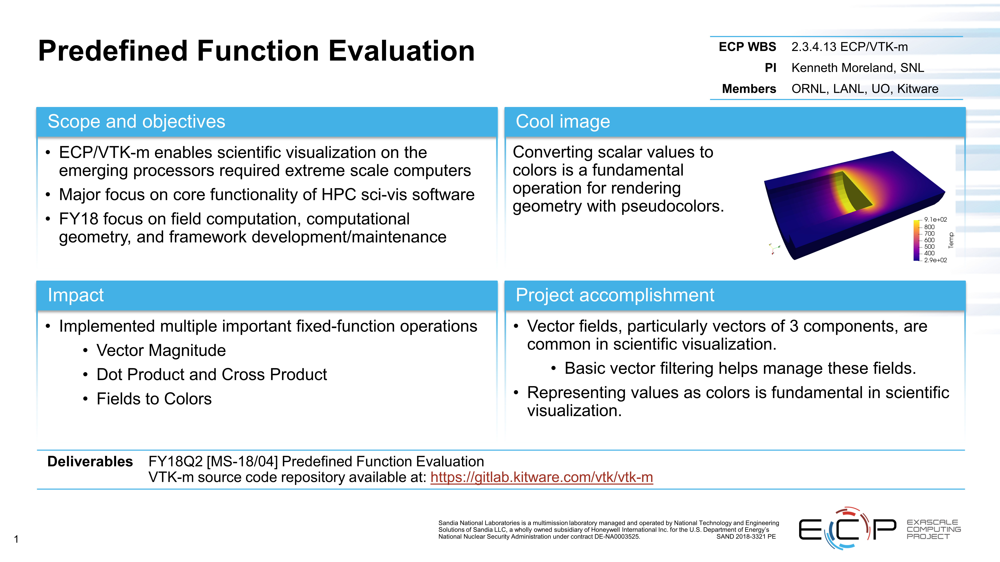 Predefined Function Evaluation
ECP WBS 2.3.4.13 ECP/VTK-m
PI Kenneth Moreland, SNL
Members ORNL, LANL, UO, Kitware
Scope and objectives
• ECP/VTK-m enables scientific visualization on the
emerging processors required extreme scale computers
• Major focus on core functionality of HPC sci-vis software
• FY18 focus on field computation, computational
geometry, and framework development/maintenance
Cool image
Converting scalar values to
colors is a fundamental
operation for rendering
geometry with pseudocolors.
9.1e+02
800
700
600
500
400
2.9e+02
Temp
Impact
• Implemented multiple important fixed-function operations
• Vector Magnitude
• Dot Product and Cross Product
• Fields to Colors
Project accomplishment
• Vector fields, particularly vectors of 3 components, are
common in scientific visualization.
• Basic vector filtering helps manage these fields.
• Representing values as colors is fundamental in scientific
visualization.
Deliverables FY18Q2 [MS-18/04] Predefined Function Evaluation
VTK-m source code repository available at: https://gitlab.kitware.com/vtk/vtk-m
1
Sandia National Laboratories is a multimission laboratory managed and operated by National Technology and Engineering
Solutions of Sandia LLC, a wholly owned subsidiary of Honeywell International Inc. for the U.S. Department of Energy's
National Nuclear Security Administration under contract DE-NA0003525. SAND 2018-3321 PE
ECP
EXASCALE
COMPUTING
PROJECT